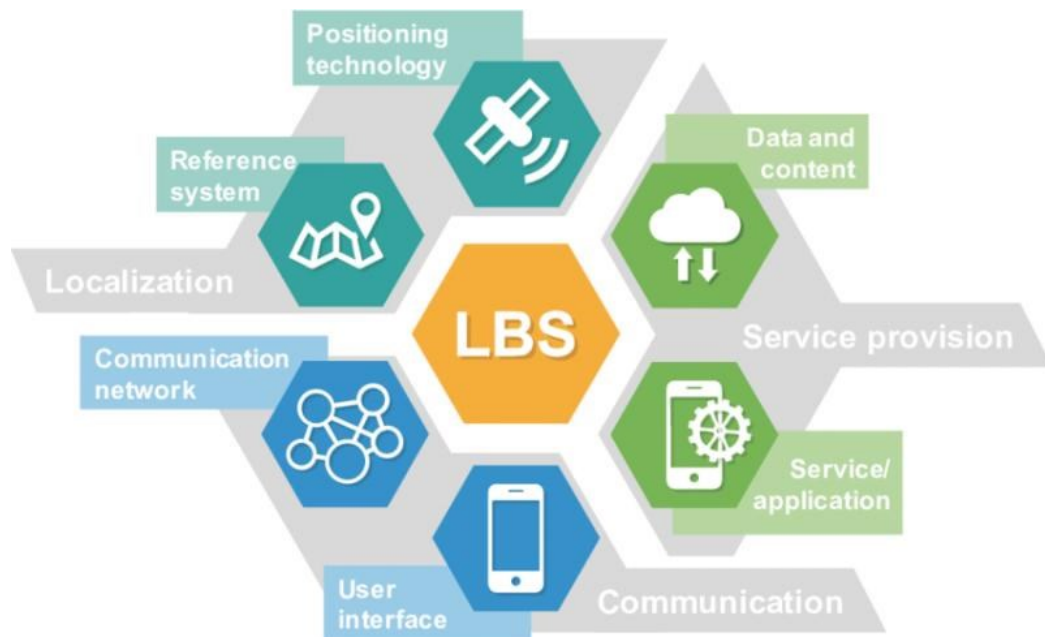 Positioning
technology
Reference
system
Localization
Data and
content
LBS
Service provision
Communication
network
Service/
application
User
interface
Communication